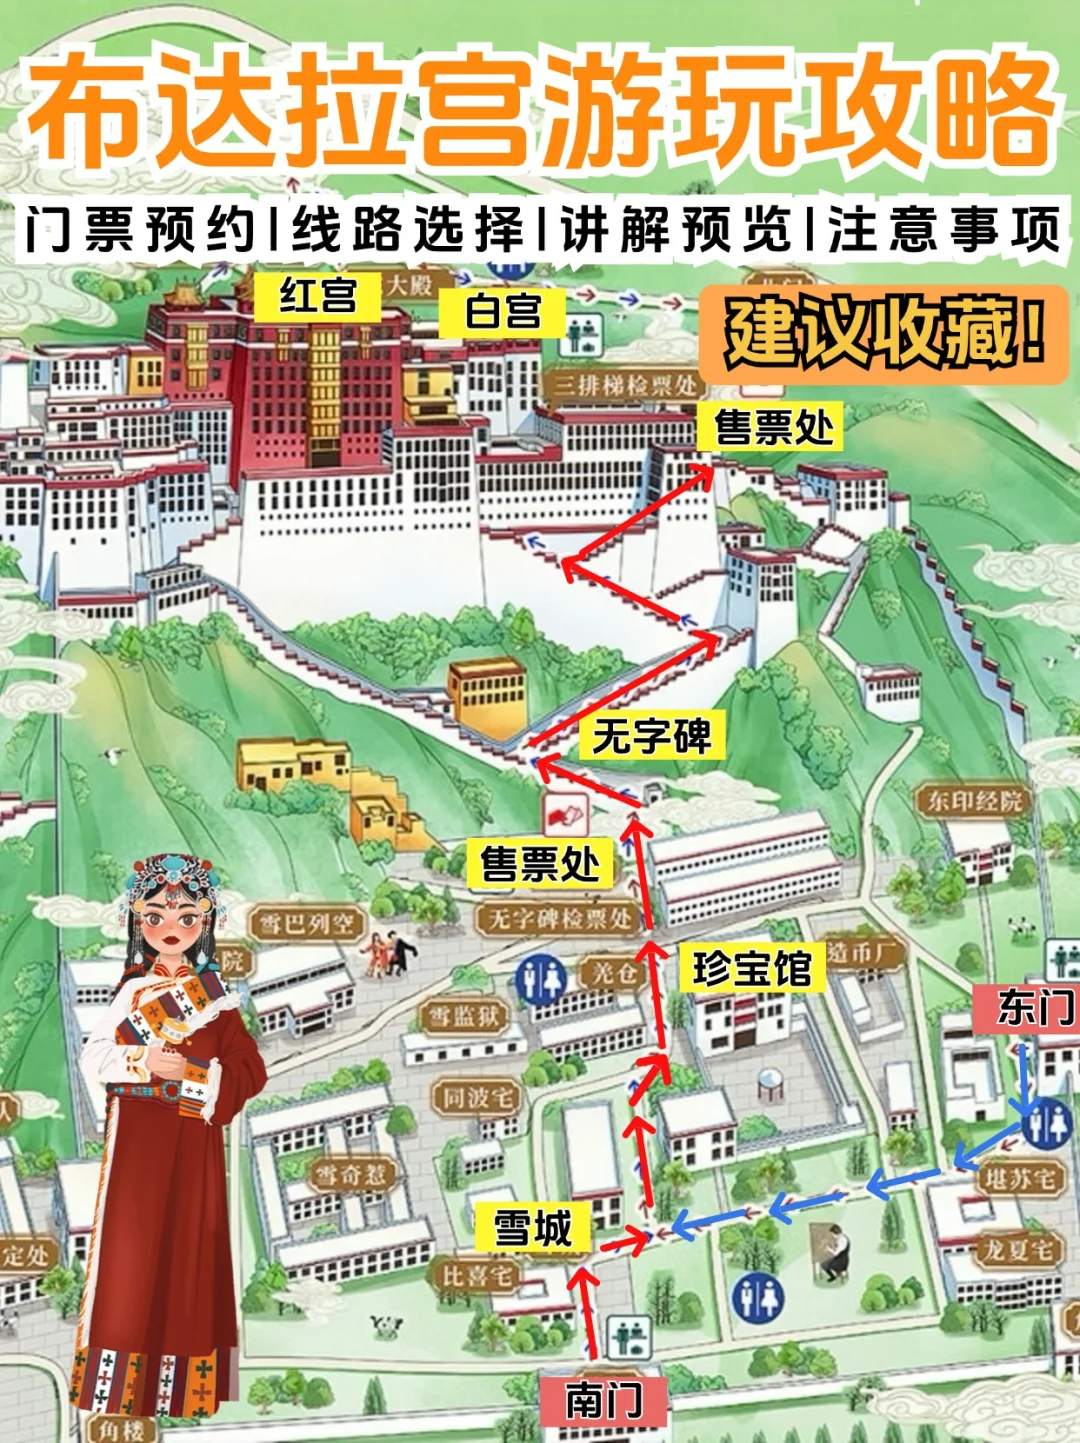 布达拉宫游玩攻略
门票预约|线路选择|讲解预览|注意事项
红宫
大殿
白宫
建议收藏!
三排梯检票处
售票处
无字碑
东印经院
售票处
雪巴列空
无字碑检票处
院
羌仓
珍宝馆
造币厂
雪监狱
东门
同波宅
雪奇惹
堪苏宅
雪城
定处
比喜宅
龙夏宅
南门
角楼